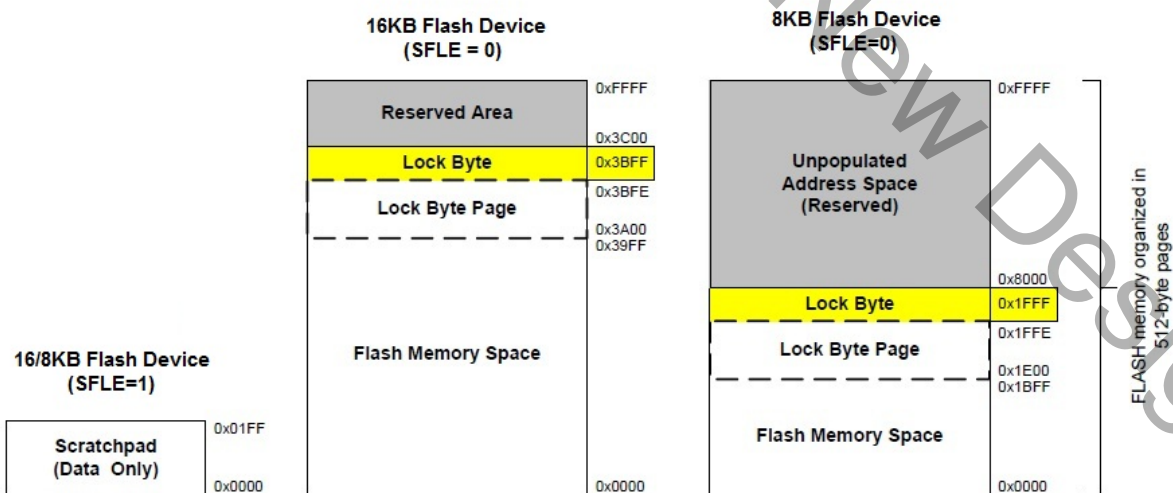 16KB Flash Device
(SFLE = 0)
0xFFFF
Reserved Area
0x3C00
Lock Byte
0x3BFF
0x3BFE
Lock Byte Page
0x3A00
0x39FF
Flash Memory Space
0x0000
8KB Flash Device
(SFLE=0)
0xFFFF
Unpopulated
Address Space
(Reserved)
0x8000
Lock Byte
0x1FFF
0x1FFE
Lock Byte Page
0x1E00
0x1BFF
Flash Memory Space
0x0000
FLASH memory organized in
512-byte pages
16/8KB Flash Device
(SFLE=1)
0x01FF
Scratchpad
(Data Only)
0x0000
New Desig